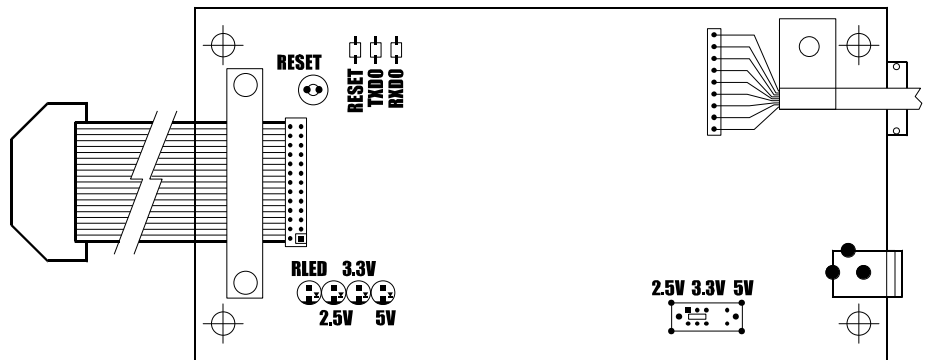 RESET
RESET
TXD0
RXD0
RLED 3.3V
2.5V 5V
2.5V 3.3V 5V